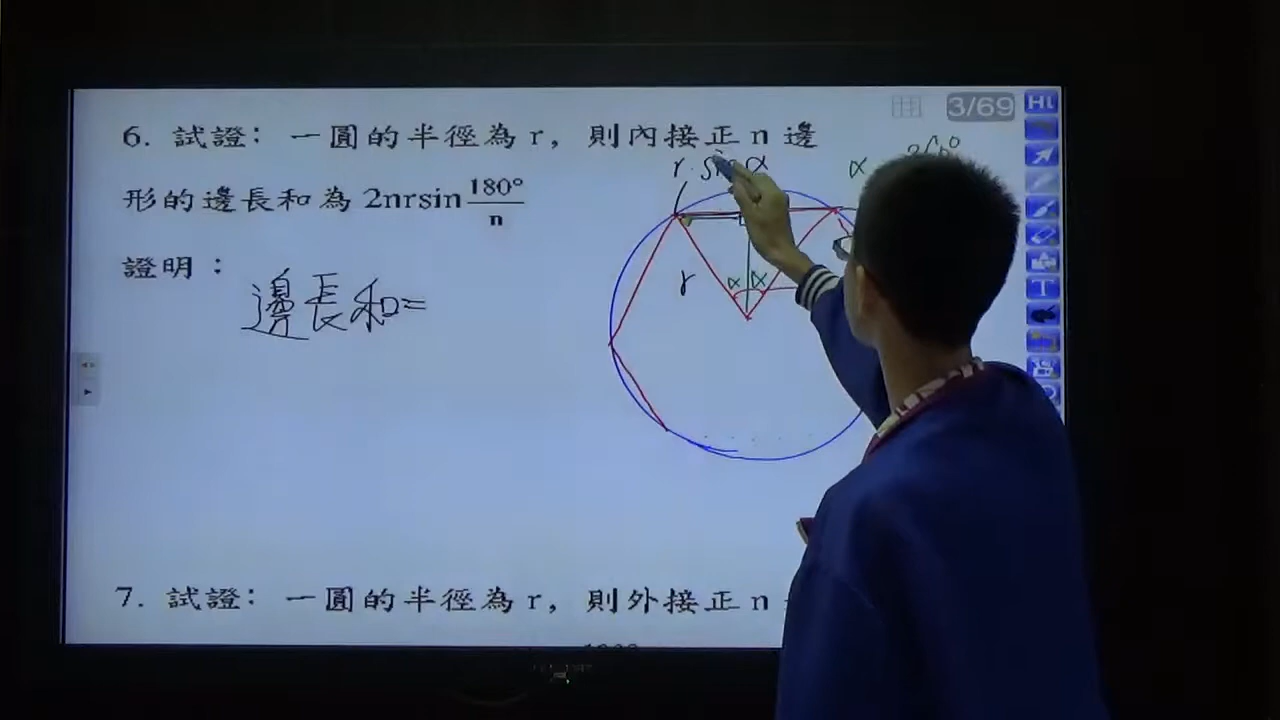 3/69
6. 試證: 一圓的半徑為 r, 則內接正 n 邊
形的邊長和為 2nrsin 180°/n
r · sin α
α
證明:
邊長和=
r
α α
7. 試證: 一圓的半徑為 r, 則外接正 n